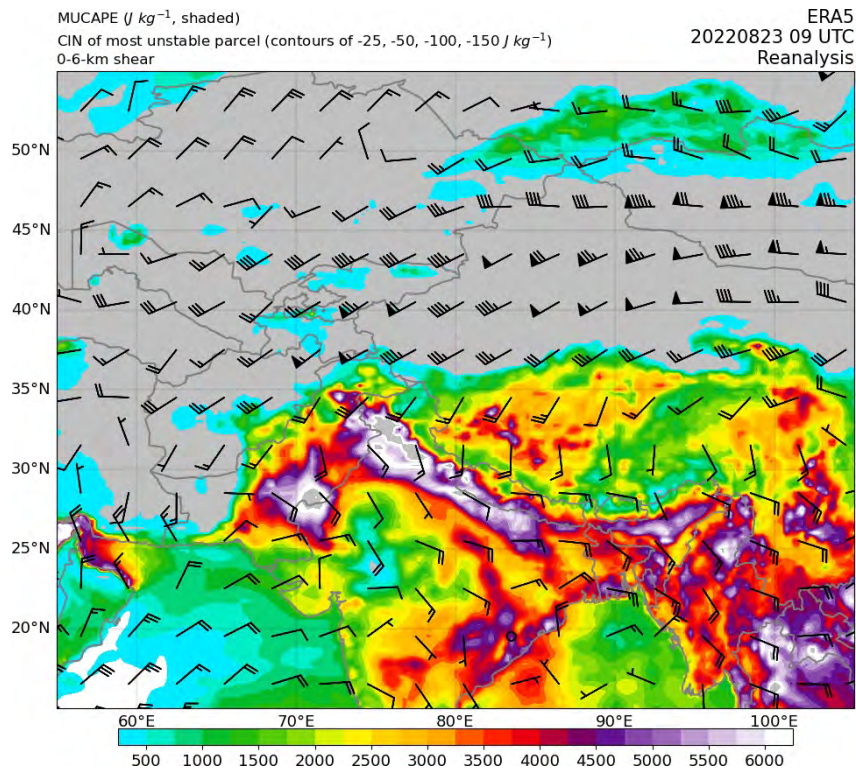 MUCAPE (J kg⁻¹, shaded)
CIN of most unstable parcel (contours of -25, -50, -100, -150 J kg⁻¹)
0-6-km shear
ERA5
20220823 09 UTC
Reanalysis
50°N
45°N
40°N
35°N
30°N
25°N
20°N
60°E 70°E 80°E 90°E 100°E
500 1000 1500 2000 2500 3000 3500 4000 4500 5000 5500 6000